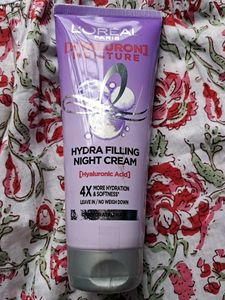 L'ORÉAL
PARIS
[HYALURON]
MOISTURE
HYDRA FILLING
NIGHT CREAM
[Hyaluronic Acid]
4X MORE HYDRATION
& SOFTNESS*
LEAVE IN / NO WEIGH DOWN